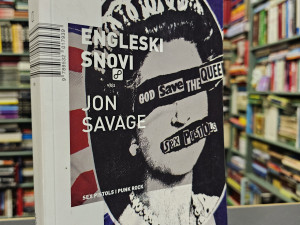 ENGLESKI
SNOVI
JON
SAVAGE
GOD Save THE QUEE
SEX PISTOLS
SEX PISTOLS I PUNK ROCK